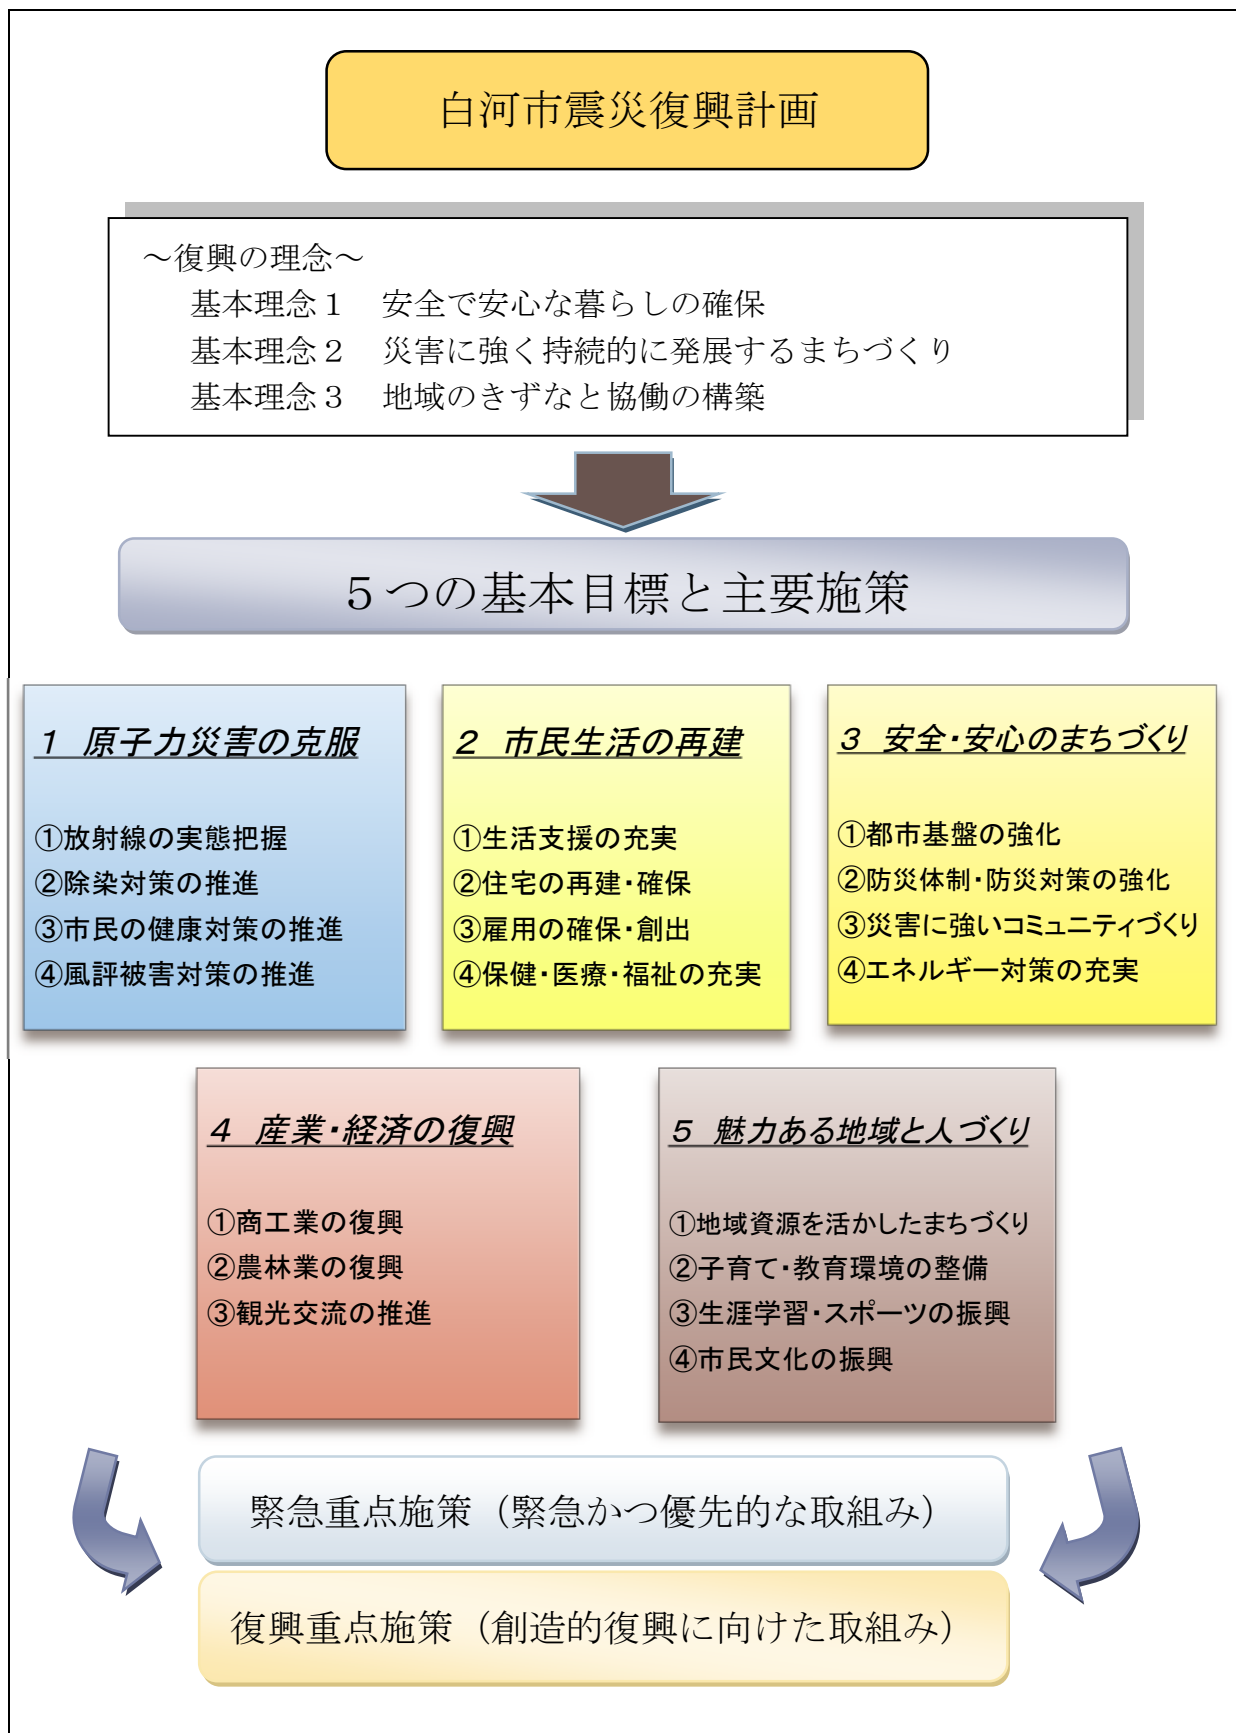 白河市震災復興計画
～復興の理念～
基本理念１　安全で安心な暮らしの確保
基本理念２　災害に強く持続的に発展するまちづくり
基本理念３　地域のきずなと協働の構築
５つの基本目標と主要施策
１　原子力災害の克服
①放射線の実態把握
②除染対策の推進
③市民の健康対策の推進
④風評被害対策の推進
２　市民生活の再建
①生活支援の充実
②住宅の再建・確保
③雇用の確保・創出
④保健・医療・福祉の充実
３　安全・安心のまちづくり
①都市基盤の強化
②防災体制・防災対策の強化
③災害に強いコミュニティづくり
④エネルギー対策の充実
４　産業・経済の復興
①商工業の復興
②農林業の復興
③観光交流の推進
５　魅力ある地域と人づくり
①地域資源を活かしたまちづくり
②子育て・教育環境の整備
③生涯学習・スポーツの振興
④市民文化の振興
緊急重点施策（緊急かつ優先的な取組み）
復興重点施策（創造的復興に向けた取組み）